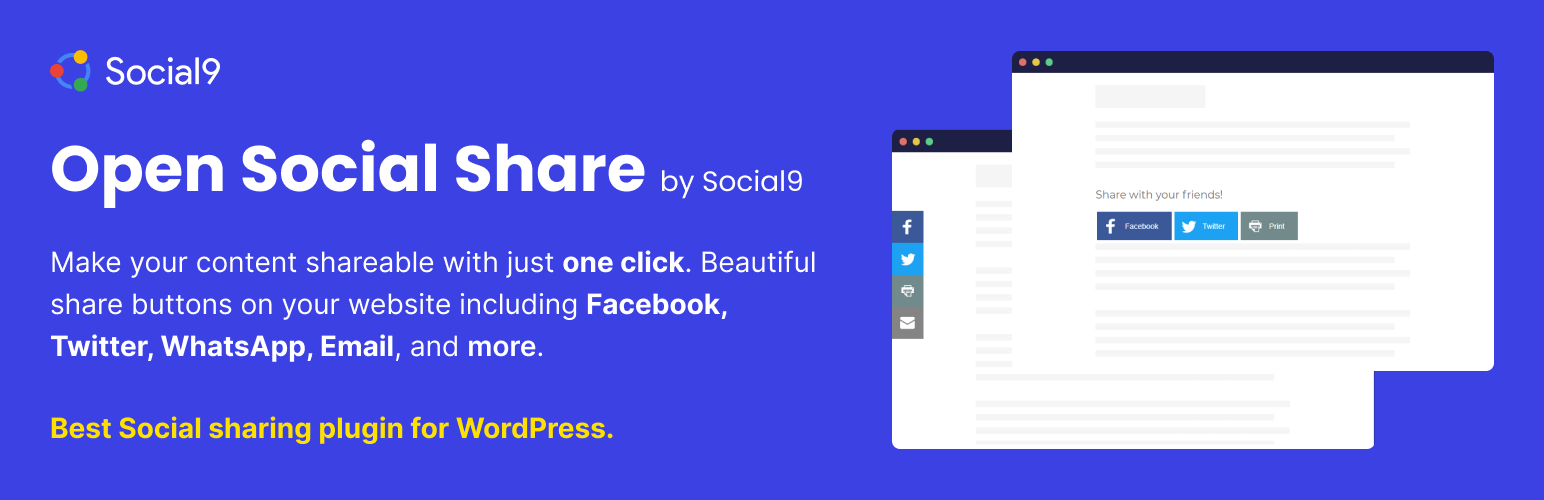 Social9
Open Social Share by Social9
Make your content shareable with just one click. Beautiful
share buttons on your website including Facebook,
Twitter, WhatsApp, Email, and more.
Best Social sharing plugin for WordPress.
Share with your friends!
Facebook Twitter Print